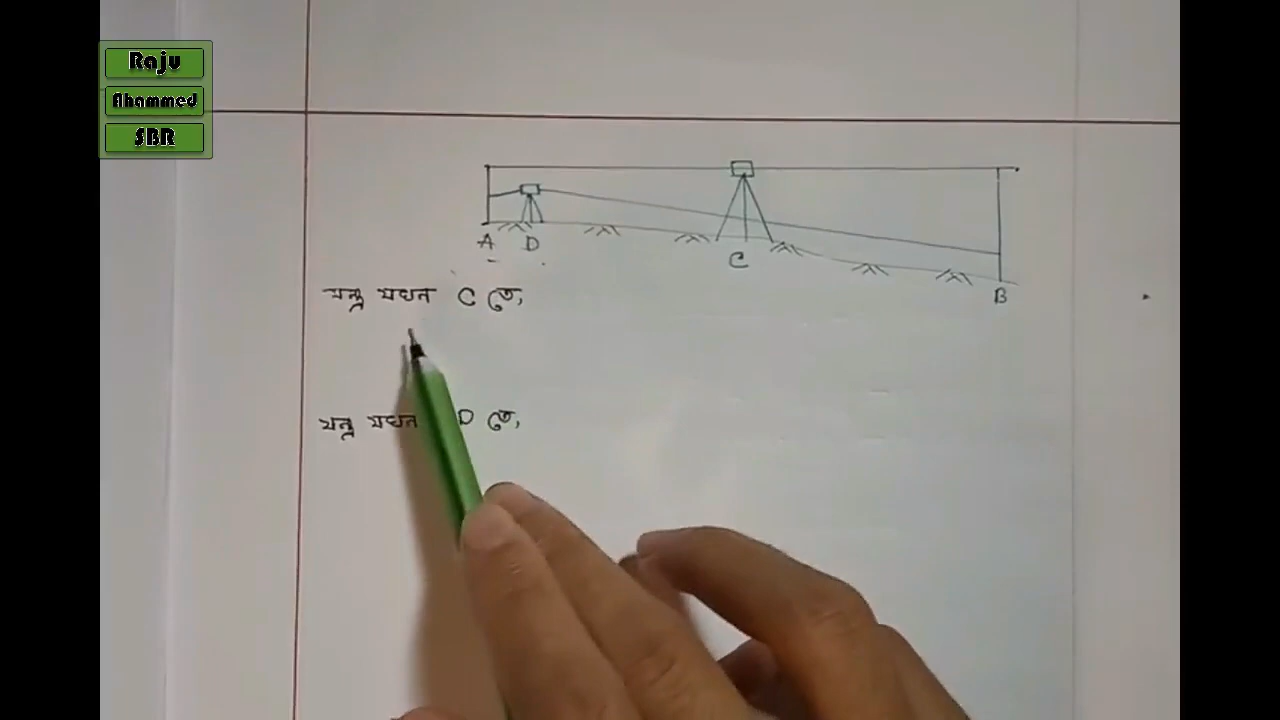 Raju
Ahammed
SBR
A D
C
B
যন্ত্র যখন C তে,
যন্ত্র যখন D তে,